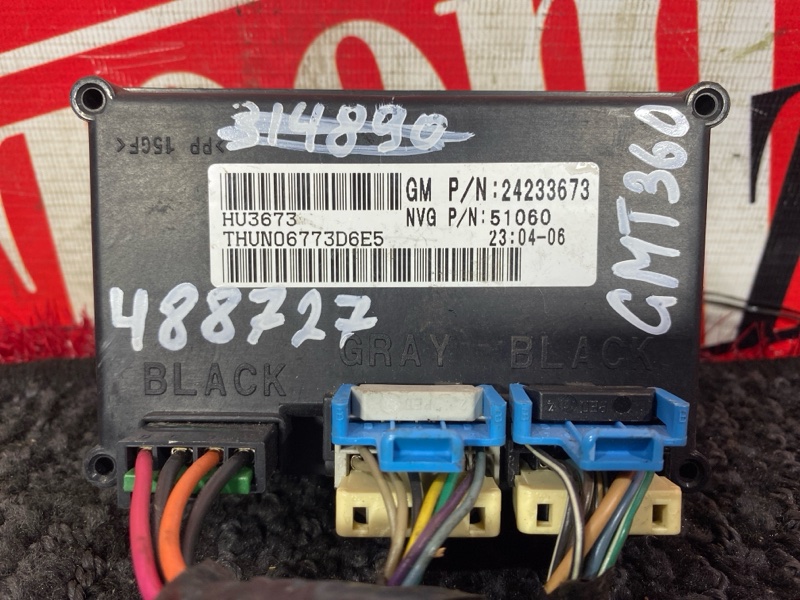 314890
>PP 15GF<
GMT360
GM P/N:24233673
HU3673
NVG P/N:51060
THUN06773D6E5
23:04-06
488727
BLACK
GRAY
BLACK